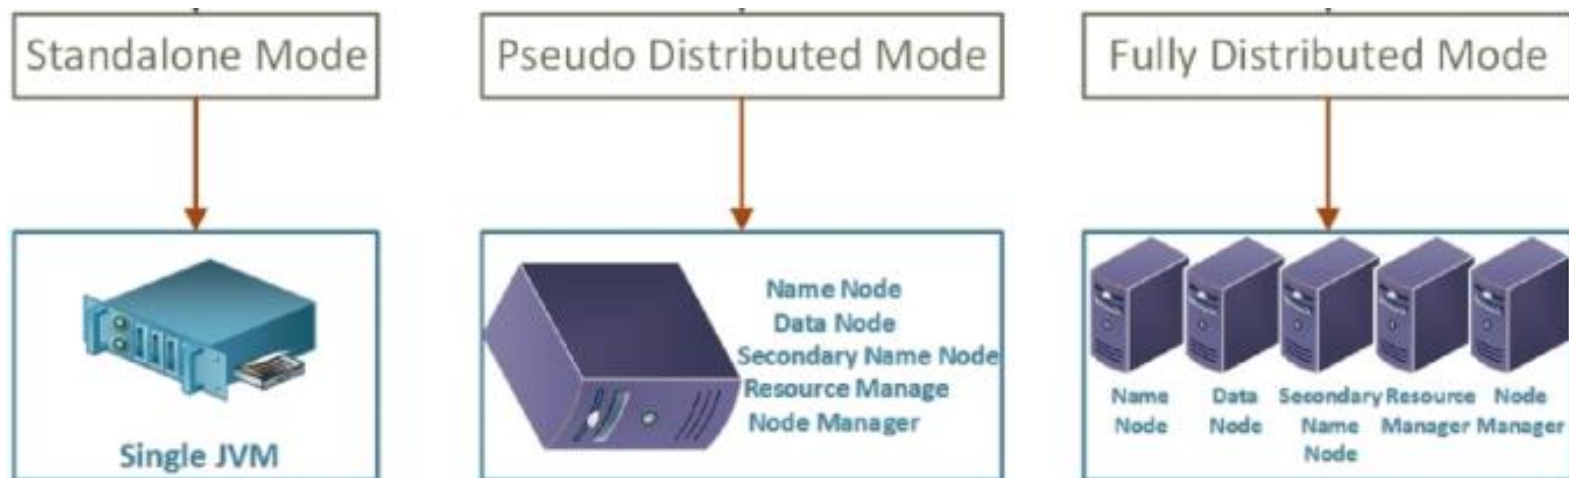 Standalone Mode
Pseudo Distributed Mode
Fully Distributed Mode
Single JVM
Name Node
Data Node
Secondary Name Node
Resource Manage
Node Manager
Name
Node
Data
Node
Secondary
Name
Node
Resource
Manager
Node
Manager